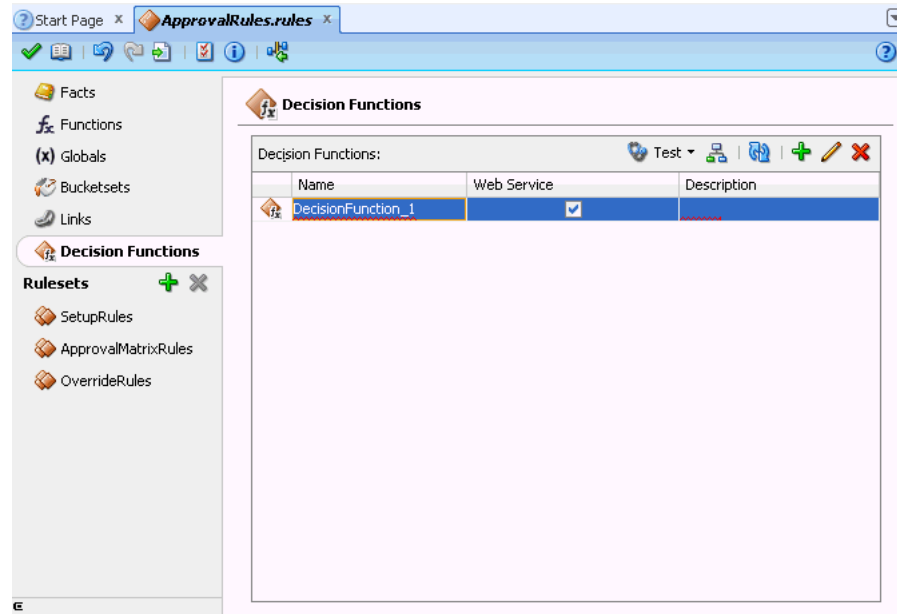 Start Page
ApprovalRules.rules
Facts
Functions
Globals
Bucketsets
Links
Decision Functions
Rulesets
SetupRules
ApprovalMatrixRules
OverrideRules
Decision Functions
Decision Functions:
Test
Name Web Service Description
DecisionFunction_1